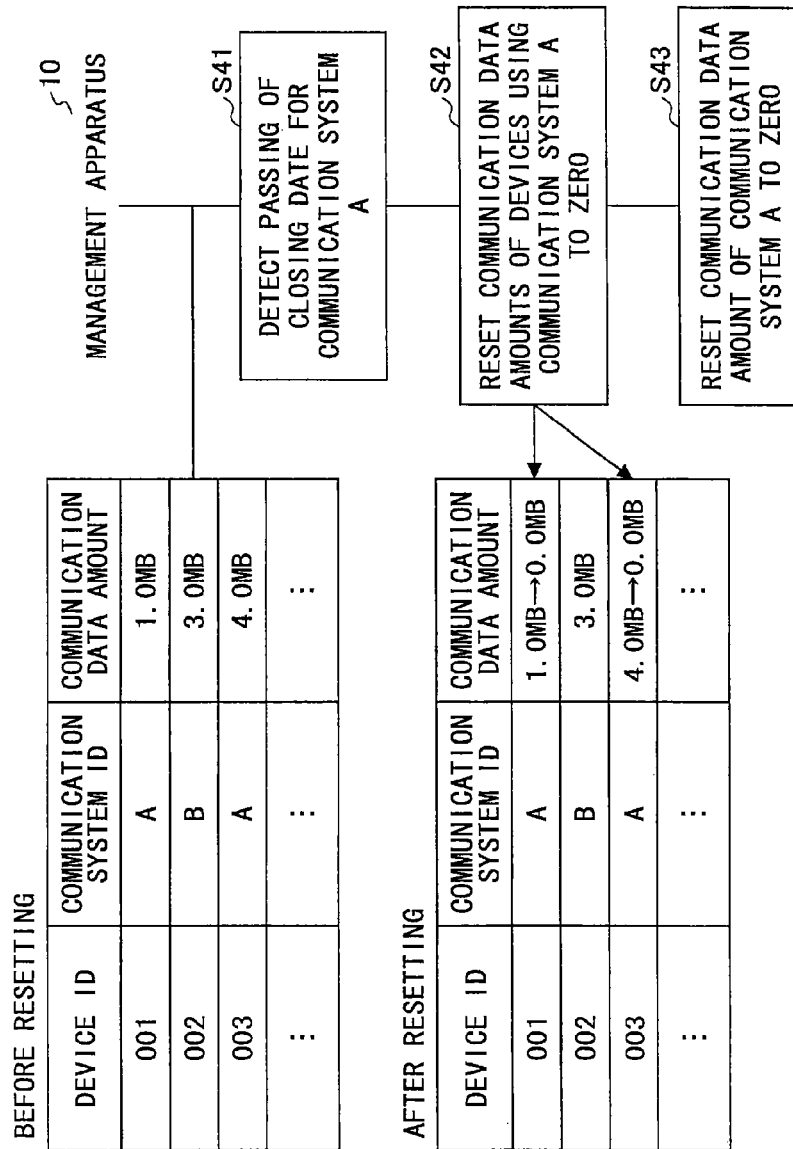 MANAGEMENT APPARATUS
10
BEFORE RESETTING
DEVICE ID COMMUNICATION SYSTEM ID COMMUNICATION DATA AMOUNT
001 A 1.0MB
002 B 3.0MB
003 A 4.0MB
⋮ ⋮ ⋮
DETECT PASSING OF
CLOSING DATE FOR
COMMUNICATION SYSTEM
A
S41
AFTER RESETTING
DEVICE ID COMMUNICATION SYSTEM ID COMMUNICATION DATA AMOUNT
001 A 1.0MB→0.0MB
002 B 3.0MB
003 A 4.0MB→0.0MB
⋮ ⋮ ⋮
RESET COMMUNICATION DATA
AMOUNTS OF DEVICES USING
COMMUNICATION SYSTEM A
TO ZERO
S42
RESET COMMUNICATION DATA
AMOUNT OF COMMUNICATION
SYSTEM A TO ZERO
S43